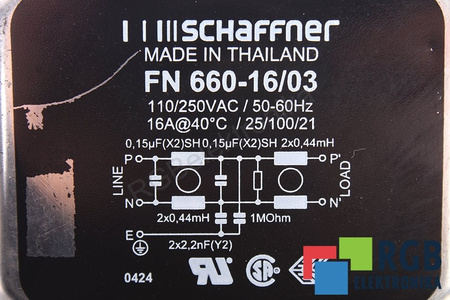 SCHAFFNER
MADE IN THAILAND
FN 660-16/03
110/250VAC / 50-60Hz
16A@40°C / 25/100/21
0,15µF(X2)SH 0,15µF(X2)SH 2x0,44mH
P P'
LINE LOAD
N N'
2x0,44mH 1MOhm
E
2x2,2nF(Y2)
0424
RGB
ELEKTRONIKA